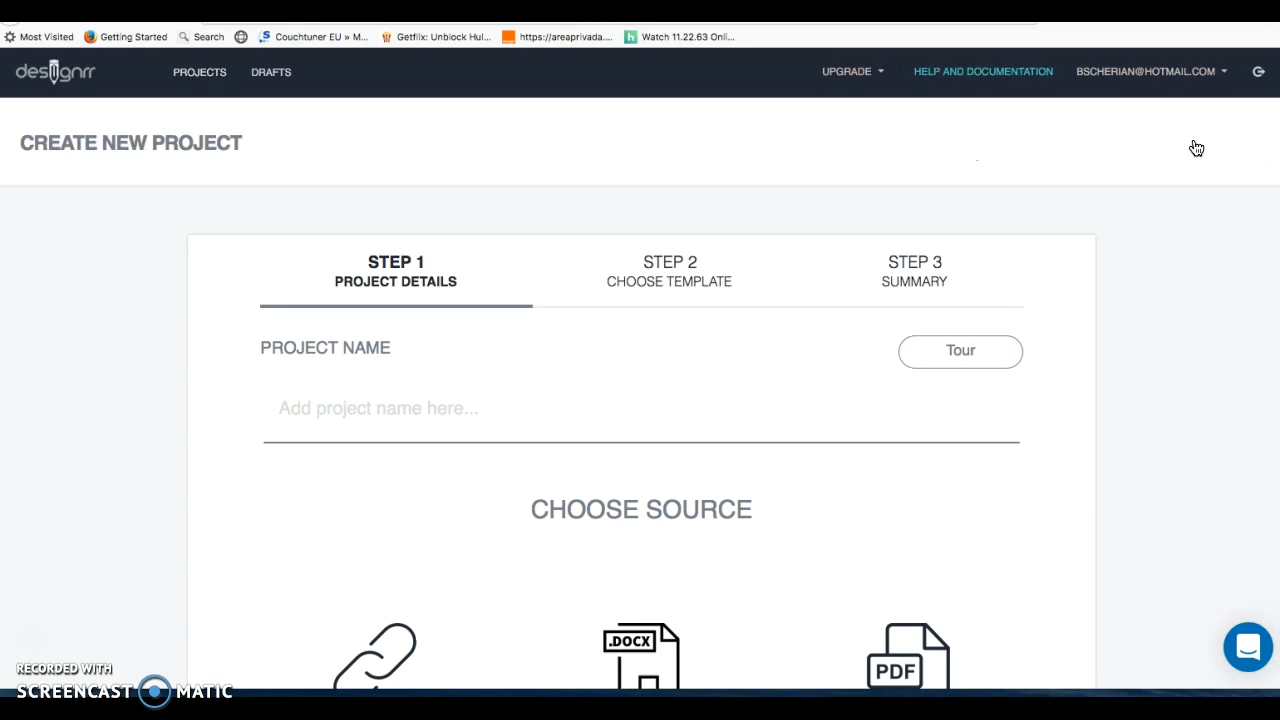 Most Visited Getting Started Search Couchtuner EU » M... Getflix: Unblock Hul... https://areaprivada.... Watch 11.22.63 Onli...
designrr PROJECTS DRAFTS UPGRADE HELP AND DOCUMENTATION BSCHERIAN@HOTMAIL.COM
CREATE NEW PROJECT
STEP 1 STEP 2 STEP 3
PROJECT DETAILS CHOOSE TEMPLATE SUMMARY
PROJECT NAME Tour
Add project name here...
CHOOSE SOURCE
.DOCX
PDF
RECORDED WITH
SCREENCAST MATIC